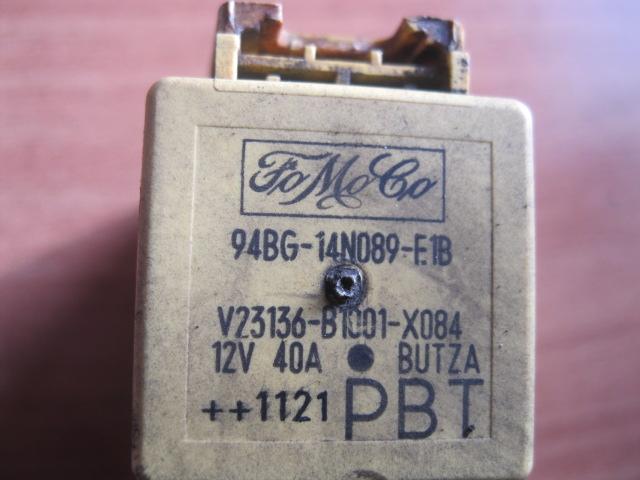 FoMoCo
94BG-14N089-E1B
V23136-B1001-X084
12V 40A BUTZA
++1121 PBT